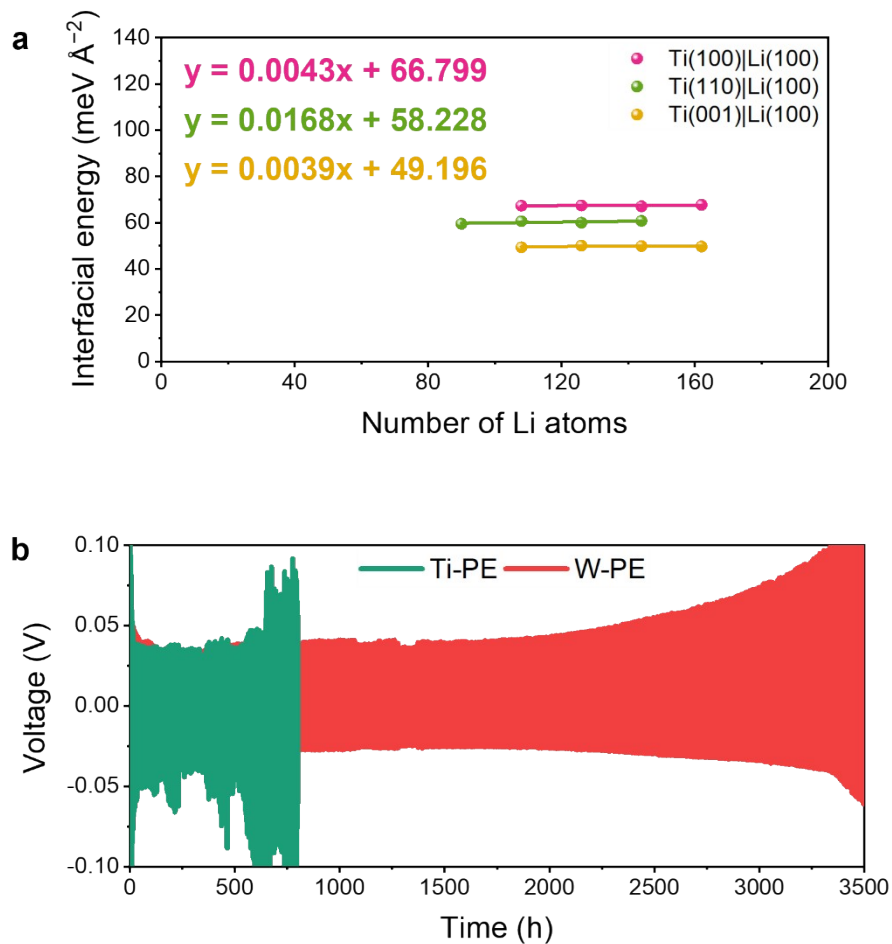 a
Interfacial energy (meV Å⁻²)
140
120
100
80
60
40
20
0
y = 0.0043x + 66.799
y = 0.0168x + 58.228
y = 0.0039x + 49.196
Ti(100)|Li(100)
Ti(110)|Li(100)
Ti(001)|Li(100)
0 40 80 120 160 200
Number of Li atoms
b
Voltage (V)
0.10
0.05
0.00
-0.05
-0.10
Ti-PE W-PE
0 500 1000 1500 2000 2500 3000 3500
Time (h)